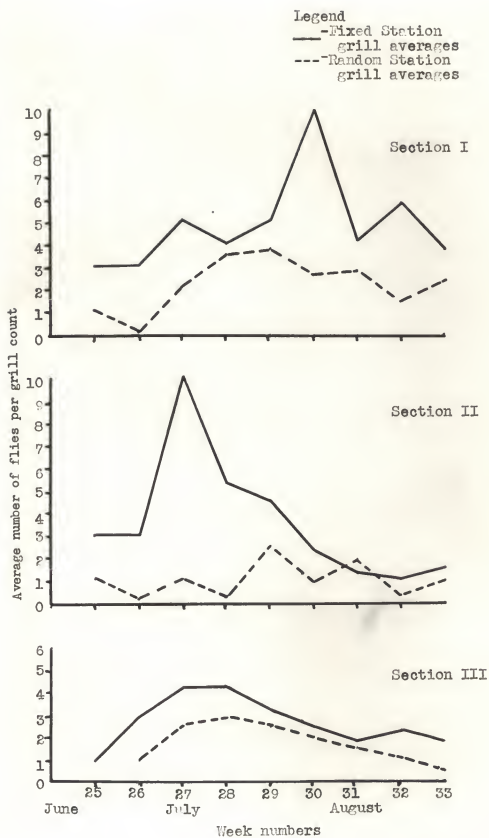 Legend
-Fixed Station
grill averages
-Random Station
grill averages
Average number of flies per grill count
Section I
10
9
8
7
6
5
4
3
2
1
0
Section II
10
9
8
7
6
5
4
3
2
1
0
Section III
6
5
4
3
2
1
0
25 26 27 28 29 30 31 32 33
June July August
Week numbers